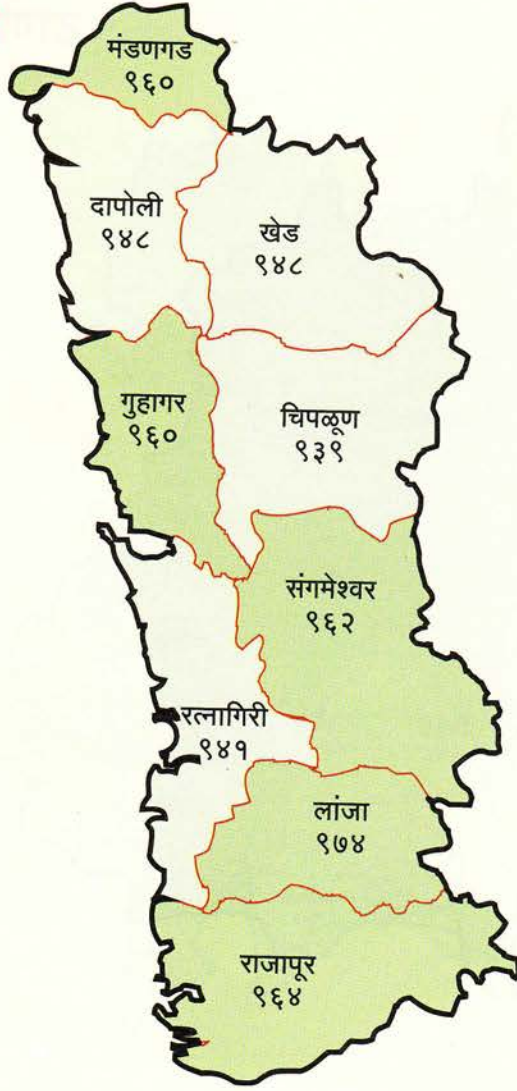 मंडणगड
९६०
दापोली
९४८
खेड
९४८
गुहागर
९६०
चिपळूण
९३९
संगमेश्वर
९६२
रत्नागिरी
९४१
लांजा
९७४
राजापूर
९६४